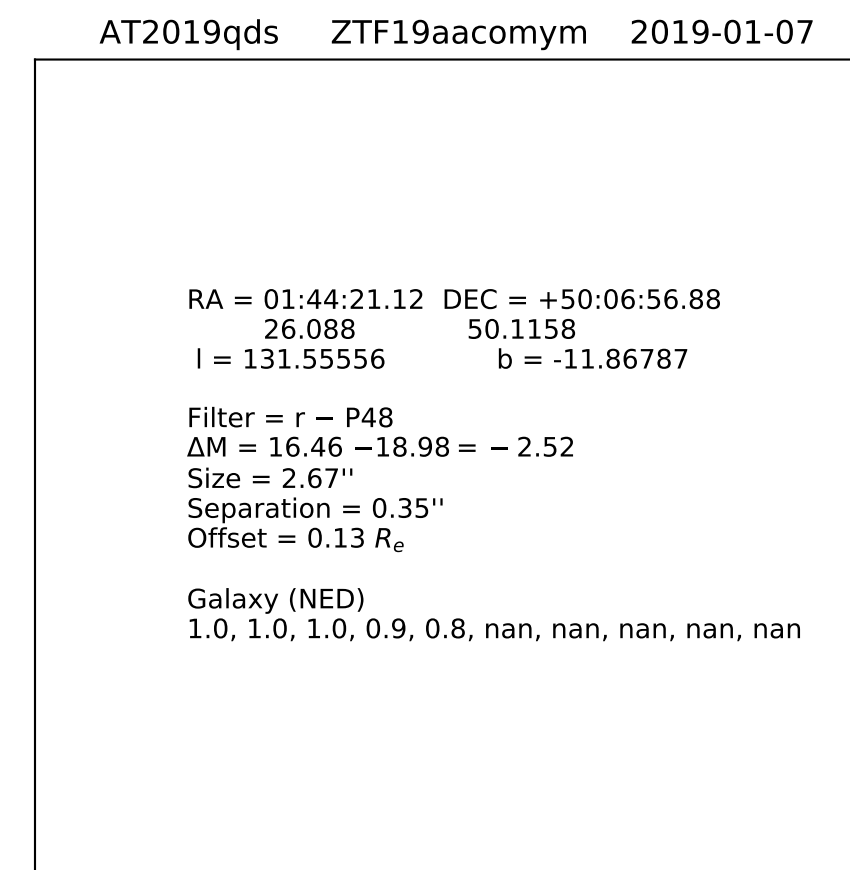 AT2019qds ZTF19aacomym 2019-01-07
RA = 01:44:21.12 DEC = +50:06:56.88
26.088 50.1158
l = 131.55556 b = -11.86787
Filter = r − P48
ΔM = 16.46 −18.98 = − 2.52
Size = 2.67''
Separation = 0.35''
Offset = 0.13 Re
Galaxy (NED)
1.0, 1.0, 1.0, 0.9, 0.8, nan, nan, nan, nan, nan